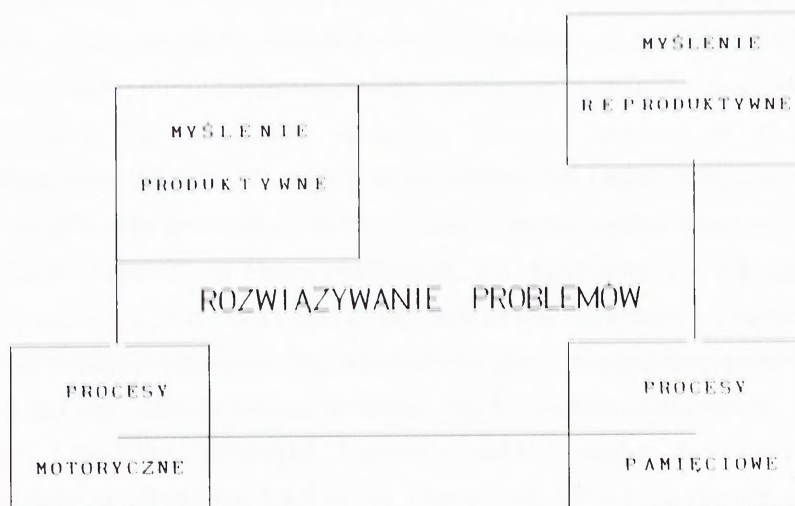 MYŚLENIE
REPRODUKTYWNE
MYŚLENIE
PRODUKTYWNE
ROZWIĄZYWANIE PROBLEMÓW
PROCESY
MOTORYCZNE
PROCESY
PAMIĘCIOWE